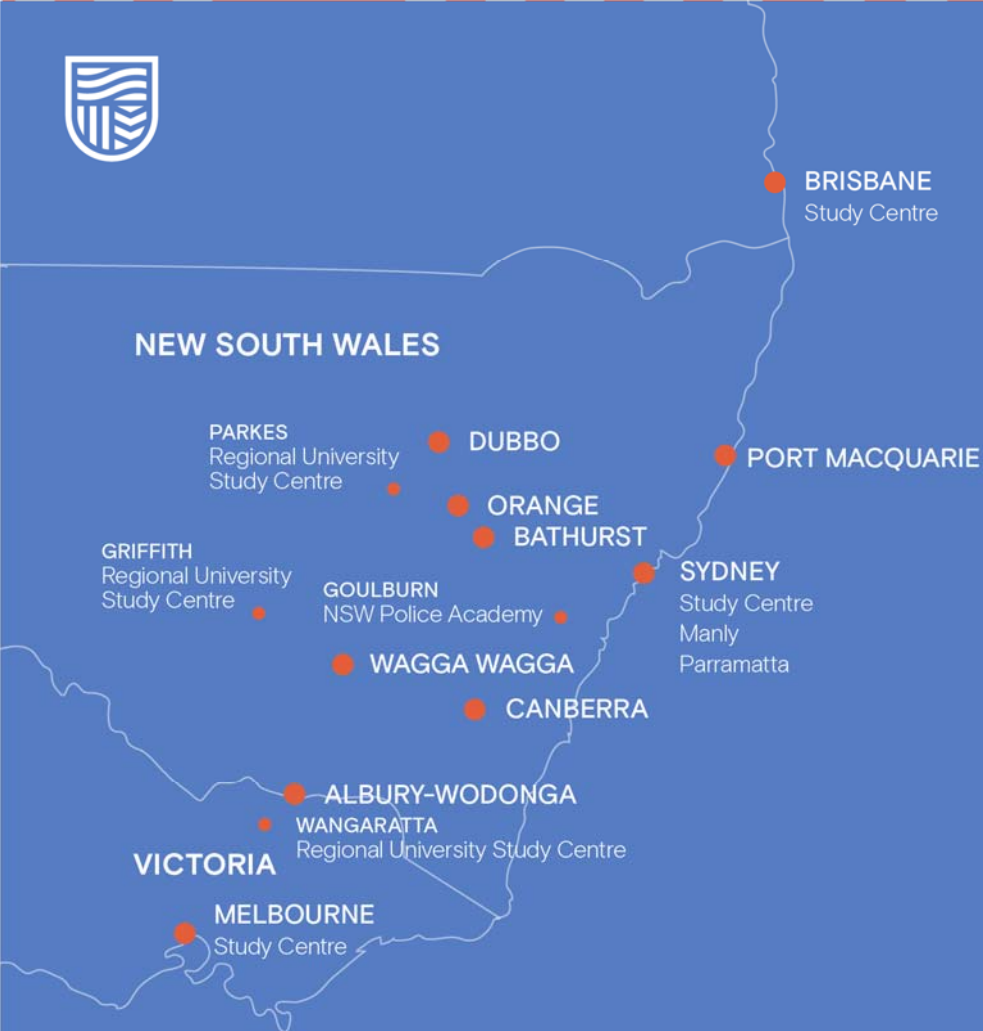 BRISBANE
Study Centre
NEW SOUTH WALES
PARKES
Regional University
Study Centre
DUBBO
PORT MACQUARIE
ORANGE
BATHURST
GRIFFITH
Regional University
Study Centre
GOULBURN
NSW Police Academy
SYDNEY
Study Centre
Manly
Parramatta
WAGGA WAGGA
CANBERRA
ALBURY-WODONGA
WANGARATTA
Regional University Study Centre
VICTORIA
MELBOURNE
Study Centre